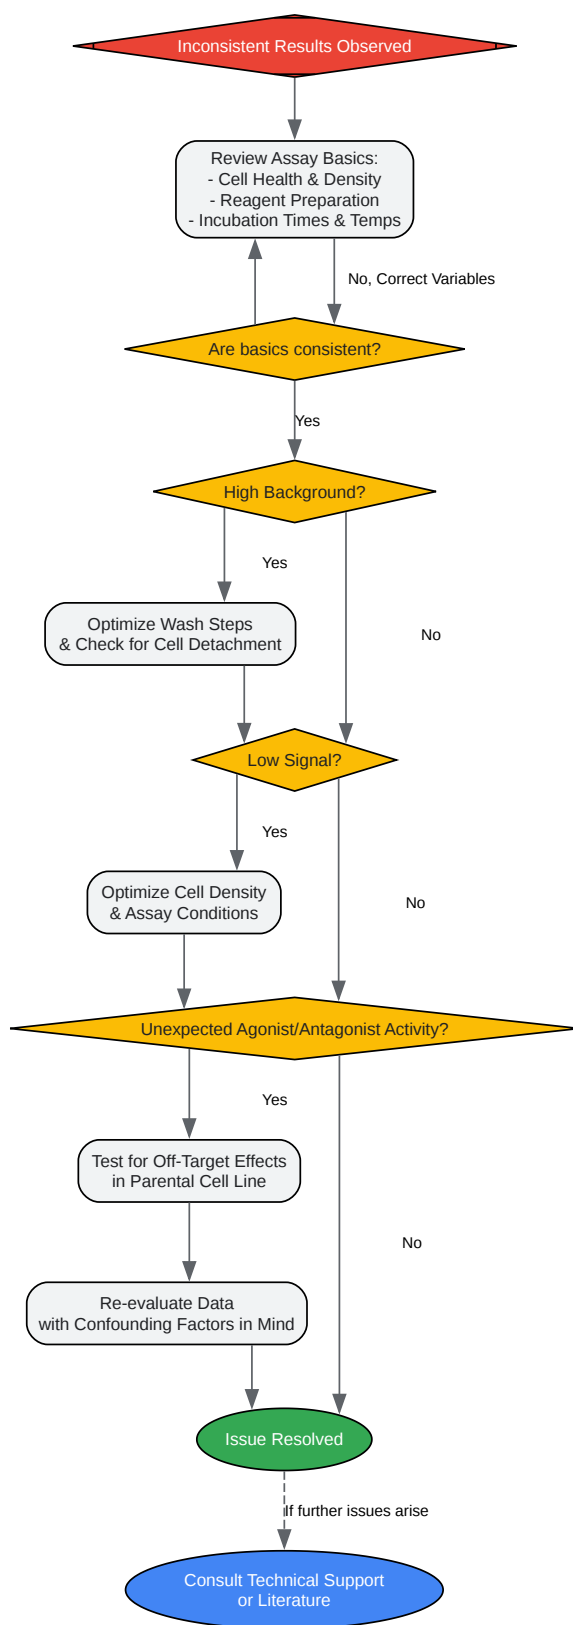 Inconsistent Results Observed
Review Assay Basics:
- Cell Health & Density
- Reagent Preparation
- Incubation Times & Temps
No, Correct Variables
Are basics consistent?
Yes
High Background?
Yes
Optimize Wash Steps
& Check for Cell Detachment
No
Low Signal?
Yes
Optimize Cell Density
& Assay Conditions
No
Unexpected Agonist/Antagonist Activity?
Yes
Test for Off-Target Effects
in Parental Cell Line
No
Re-evaluate Data
with Confounding Factors in Mind
Issue Resolved
If further issues arise
Consult Technical Support
or Literature